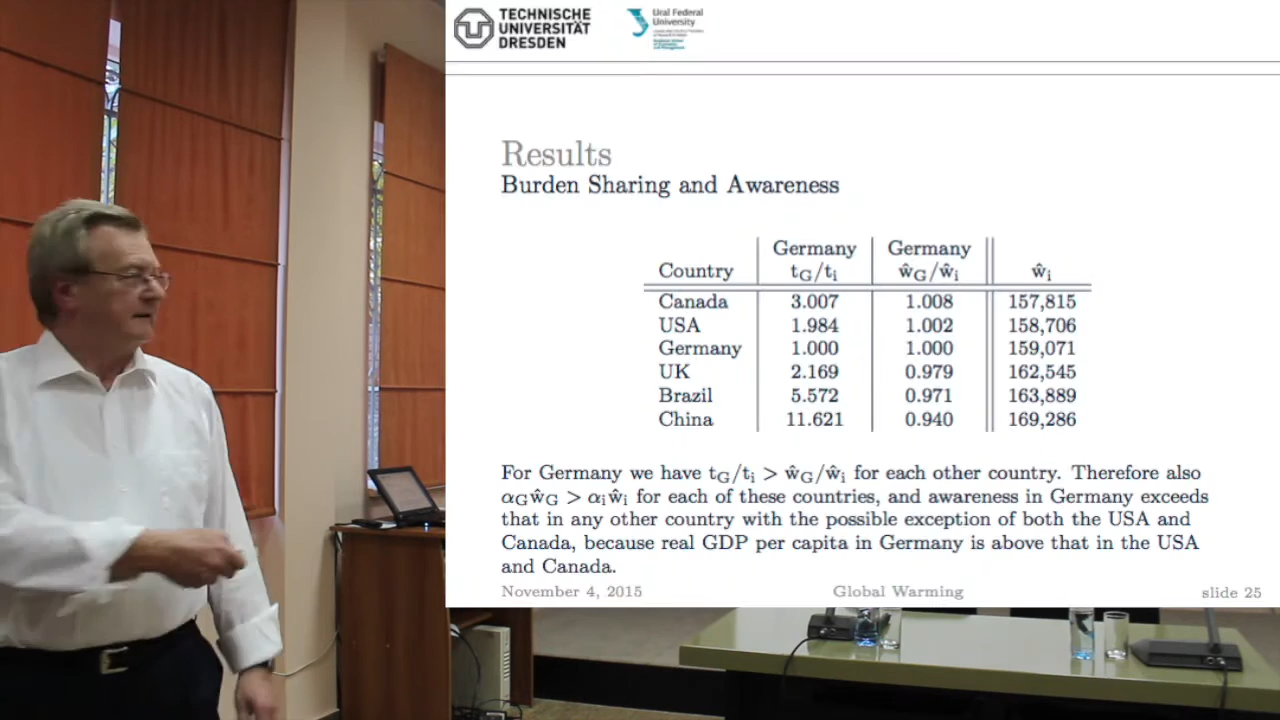 TECHNISCHE
UNIVERSITÄT
DRESDEN
Ural Federal
University
Results
Burden Sharing and Awareness
Germany Germany
Country t_G/t_i ŵ_G/ŵ_i ŵ_i
Canada 3.007 1.008 157,815
USA 1.984 1.002 158,706
Germany 1.000 1.000 159,071
UK 2.169 0.979 162,545
Brazil 5.572 0.971 163,889
China 11.621 0.940 169,286
For Germany we have t_G/t_i > ŵ_G/ŵ_i for each other country. Therefore also
α_Gŵ_G > α_iŵ_i for each of these countries, and awareness in Germany exceeds
that in any other country with the possible exception of both the USA and
Canada, because real GDP per capita in Germany is above that in the USA
and Canada.
November 4, 2015 Global Warming slide 25